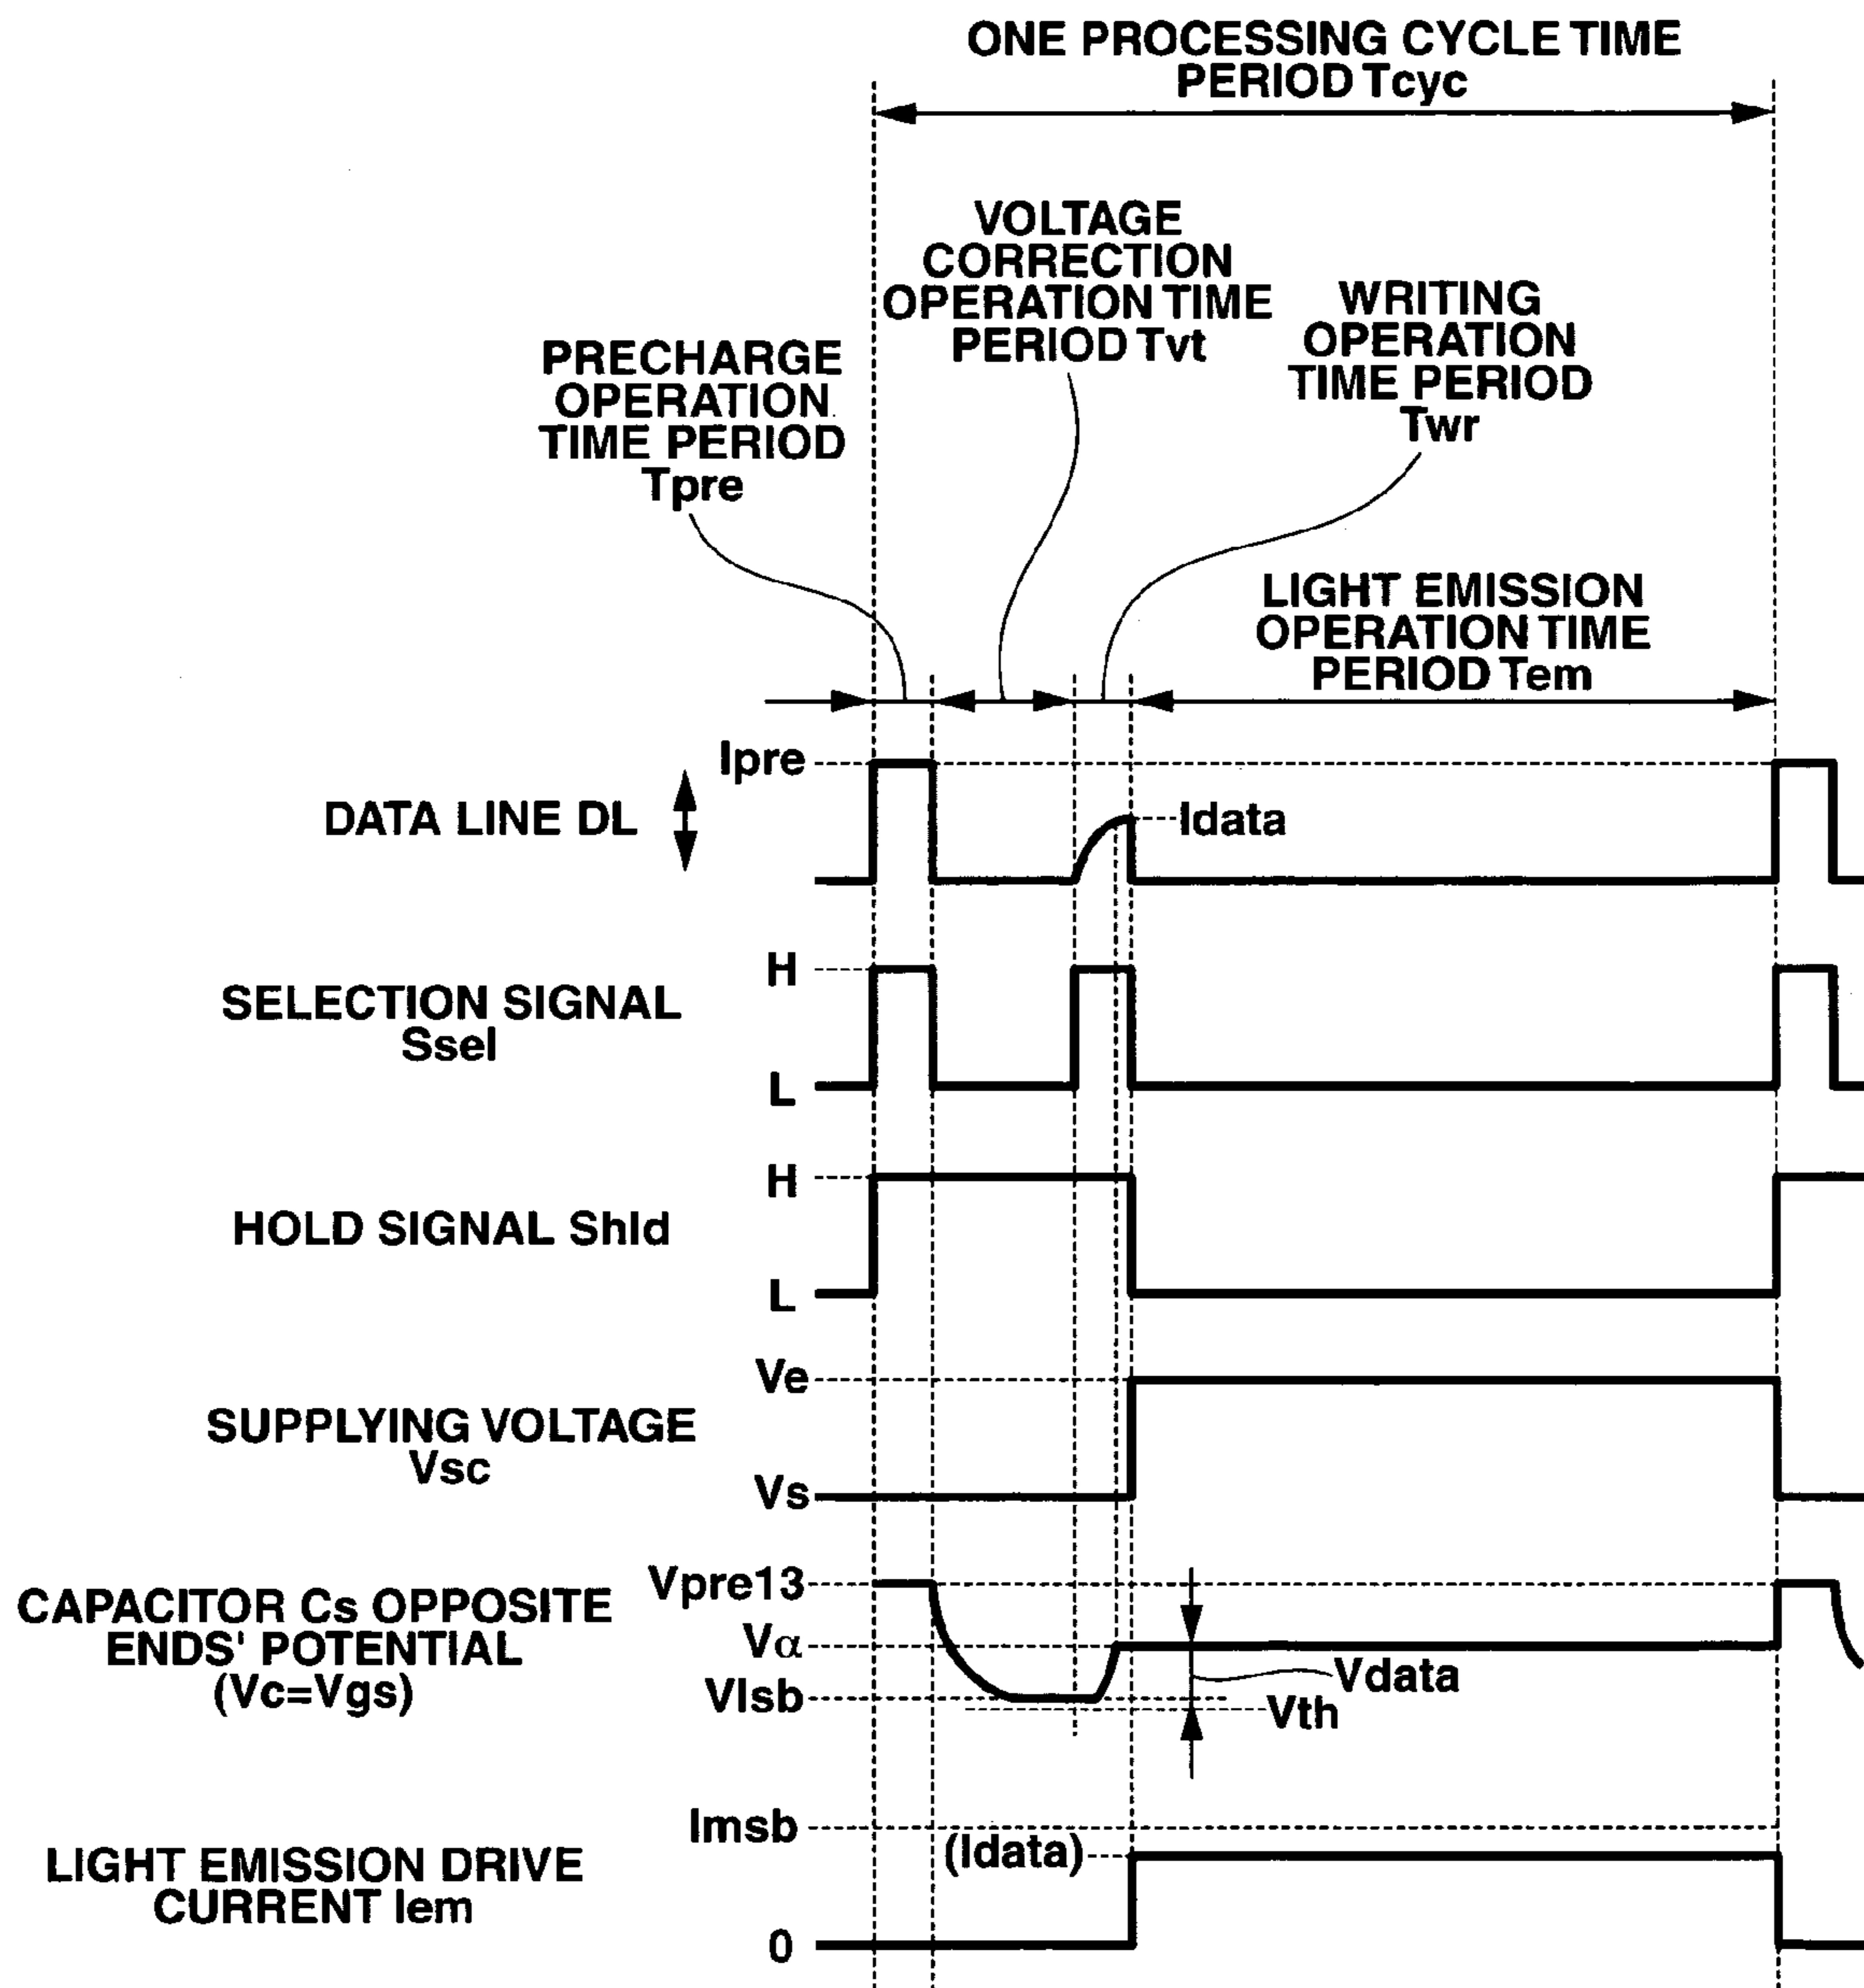 ONE PROCESSING CYCLE TIME
PERIOD Tcyc
VOLTAGE
CORRECTION
OPERATION TIME
PERIOD Tvt
WRITING
OPERATION
TIME PERIOD
Twr
PRECHARGE
OPERATION
TIME PERIOD
Tpre
LIGHT EMISSION
OPERATION TIME
PERIOD Tem
Ipre
DATA LINE DL
Idata
H
SELECTION SIGNAL
Ssel
L
H
HOLD SIGNAL Shld
L
Ve
SUPPLYING VOLTAGE
Vsc
Vs
Vpre13
CAPACITOR Cs OPPOSITE
ENDS' POTENTIAL
(Vc=Vgs)
Vα
Vlsb
Vdata
Vth
Imsb
(Idata)
LIGHT EMISSION DRIVE
CURRENT Iem
0